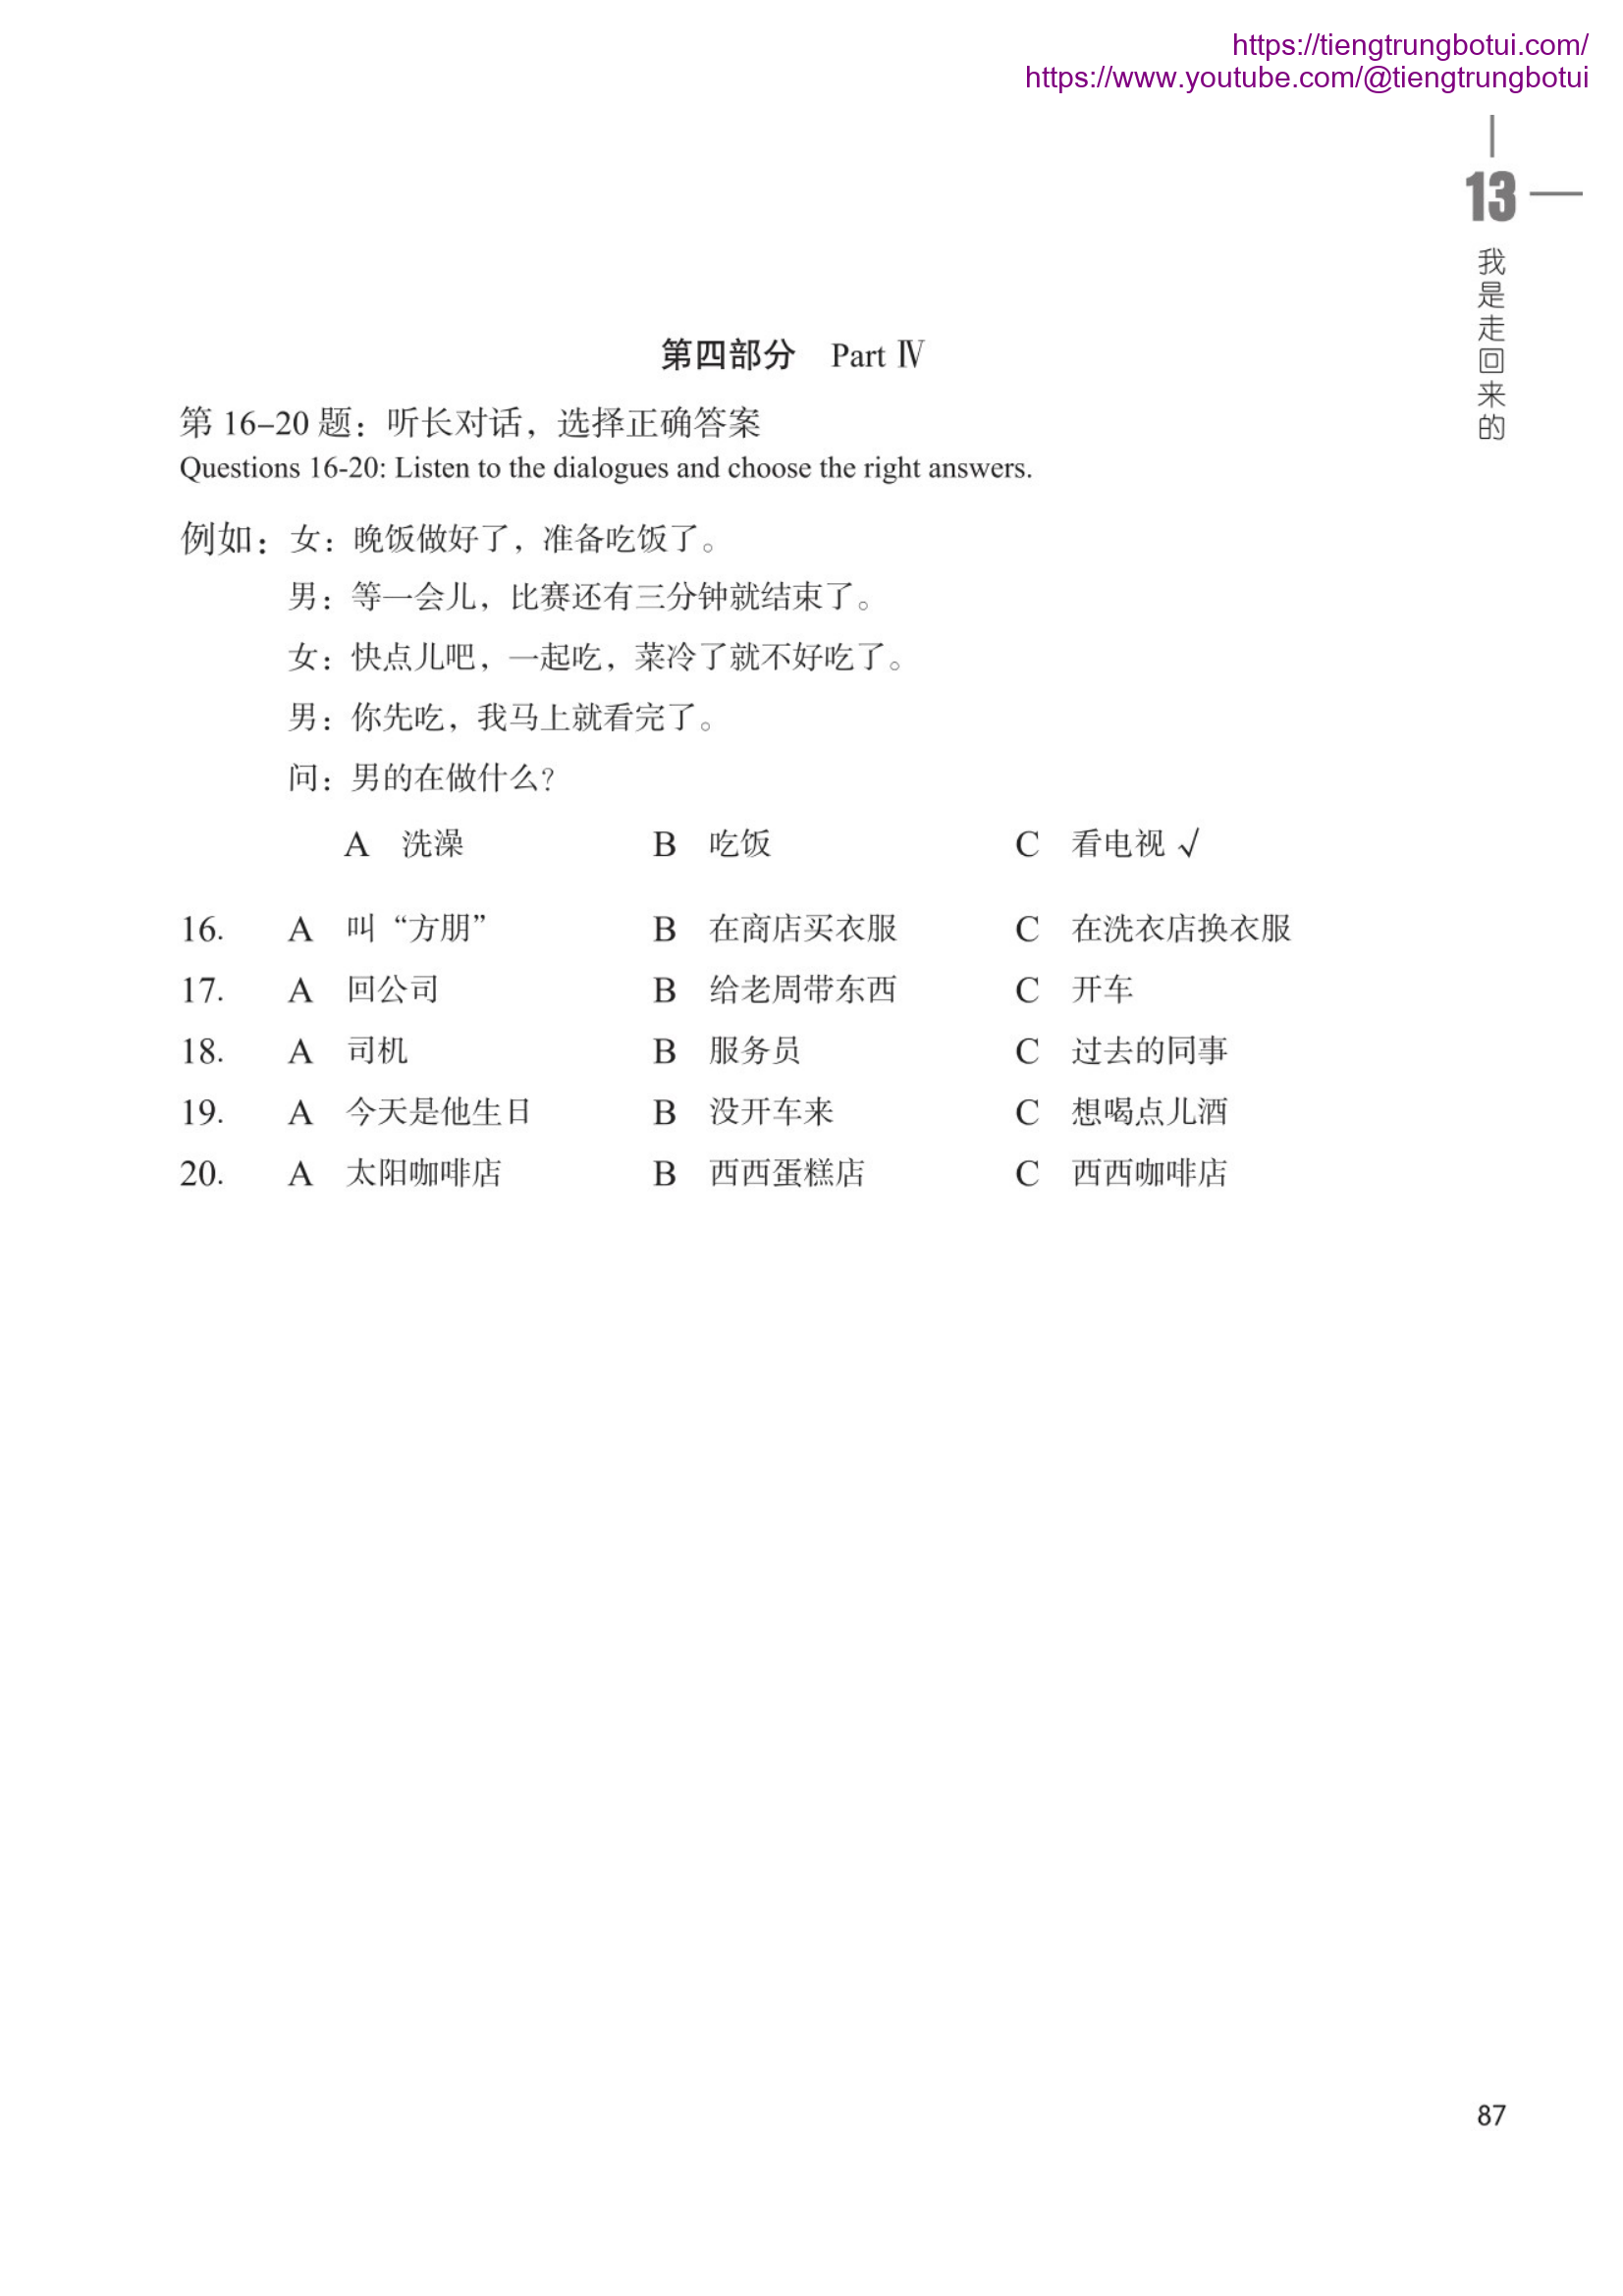 https://tiengtrungbotui.com/
https://www.youtube.com/@tiengtrungbotui
13
我是走回来的
第四部分 Part Ⅳ
第 16–20 题：听长对话，选择正确答案
Questions 16-20: Listen to the dialogues and choose the right answers.
例如：女：晚饭做好了，准备吃饭了。
男：等一会儿，比赛还有三分钟就结束了。
女：快点儿吧，一起吃，菜冷了就不好吃了。
男：你先吃，我马上就看完了。
问：男的在做什么？
A 洗澡 B 吃饭 C 看电视 √
16. A 叫“方朋” B 在商店买衣服 C 在洗衣店换衣服
17. A 回公司 B 给老周带东西 C 开车
18. A 司机 B 服务员 C 过去的同事
19. A 今天是他生日 B 没开车来 C 想喝点儿酒
20. A 太阳咖啡店 B 西西蛋糕店 C 西西咖啡店
87